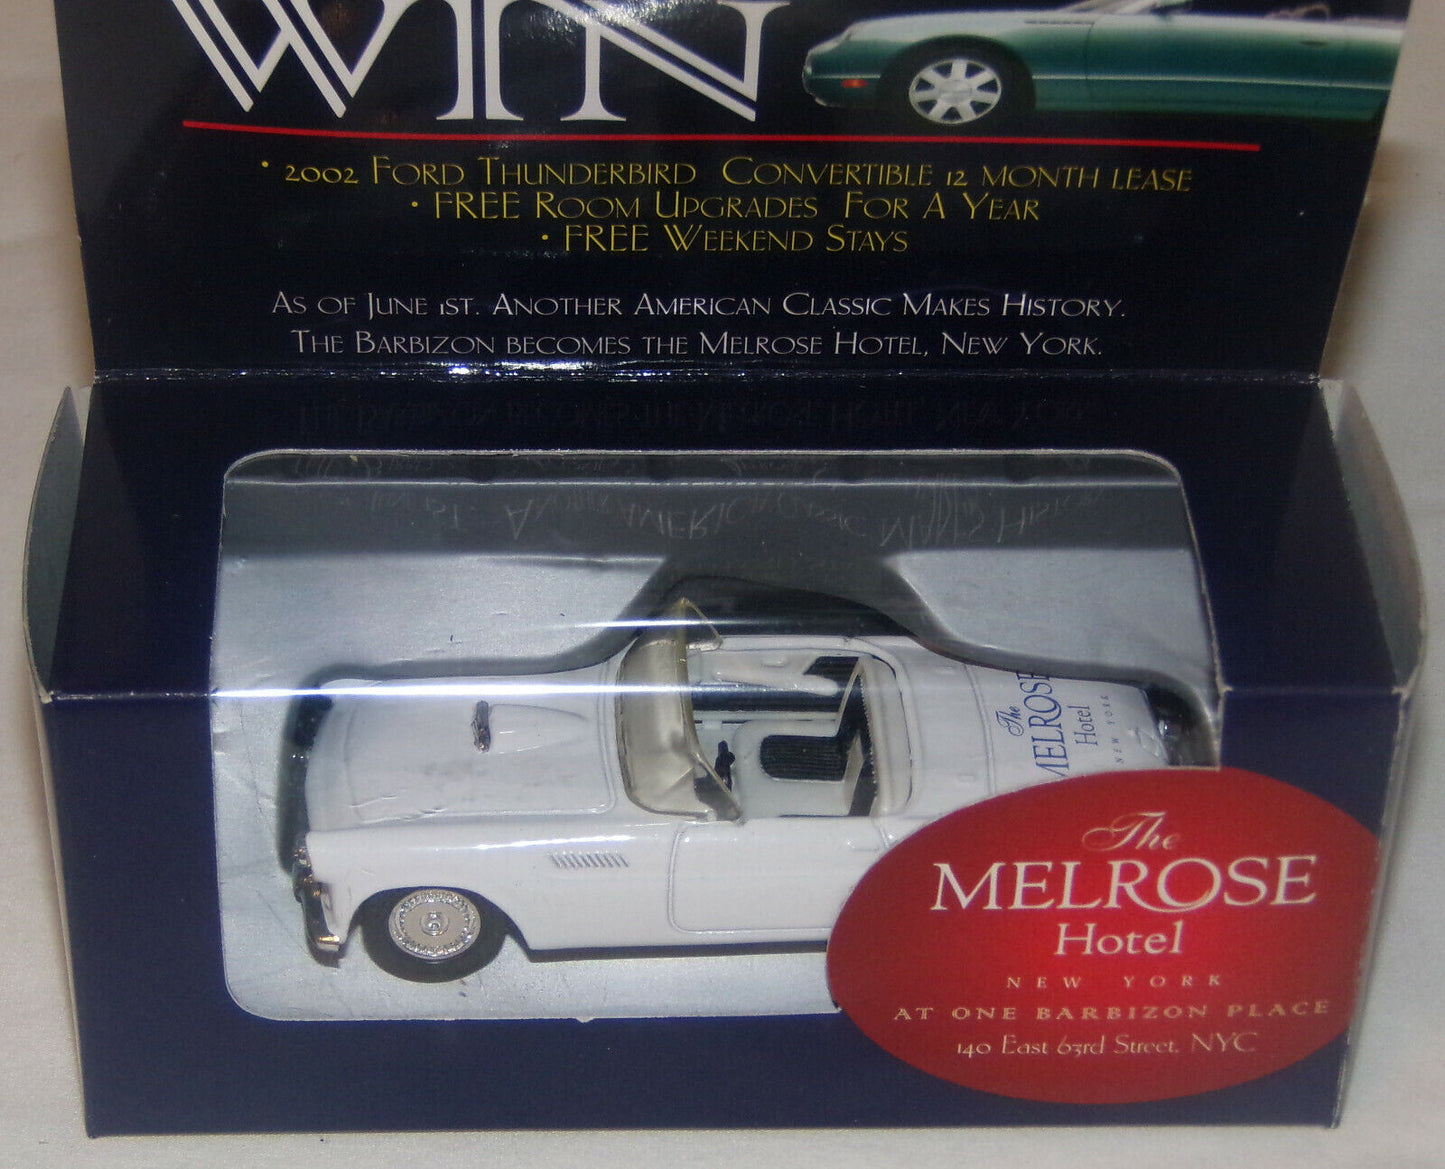 WIN
• 2002 FORD THUNDERBIRD CONVERTIBLE 12 MONTH LEASE
• FREE ROOM UPGRADES FOR A YEAR
• FREE WEEKEND STAYS
AS OF JUNE 1ST. ANOTHER AMERICAN CLASSIC MAKES HISTORY.
THE BARBIZON BECOMES THE MELROSE HOTEL, NEW YORK.
The
MELROSE
Hotel
NEW YORK
The
MELROSE
Hotel
NEW YORK
AT ONE BARBIZON PLACE
140 East 63rd Street, NYC